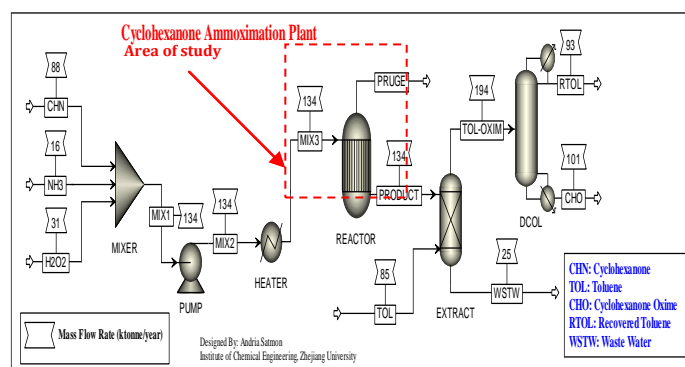 Cyclohexanone Ammoximation Plant
Area of study
88
CHN
16
NH3
31
H2O2
MIXER
MIX1
134
PUMP
134
MIX2
HEATER
134
MIX3
PRUGE
REACTOR
134
PRODUCT
85
TOL
EXTRACT
194
TOL-OXIM
25
WSTW
93
RTOL
101
CHO
DCOL
CHN: Cyclohexanone
TOL: Toluene
CHO: Cyclohexanone Oxime
RTOL: Recovered Toluene
WSTW: Waste Water
Mass Flow Rate (ktonne/year)
Designed By: Andria Satmon
Institute of Chemical Engineering, Zhejiang University